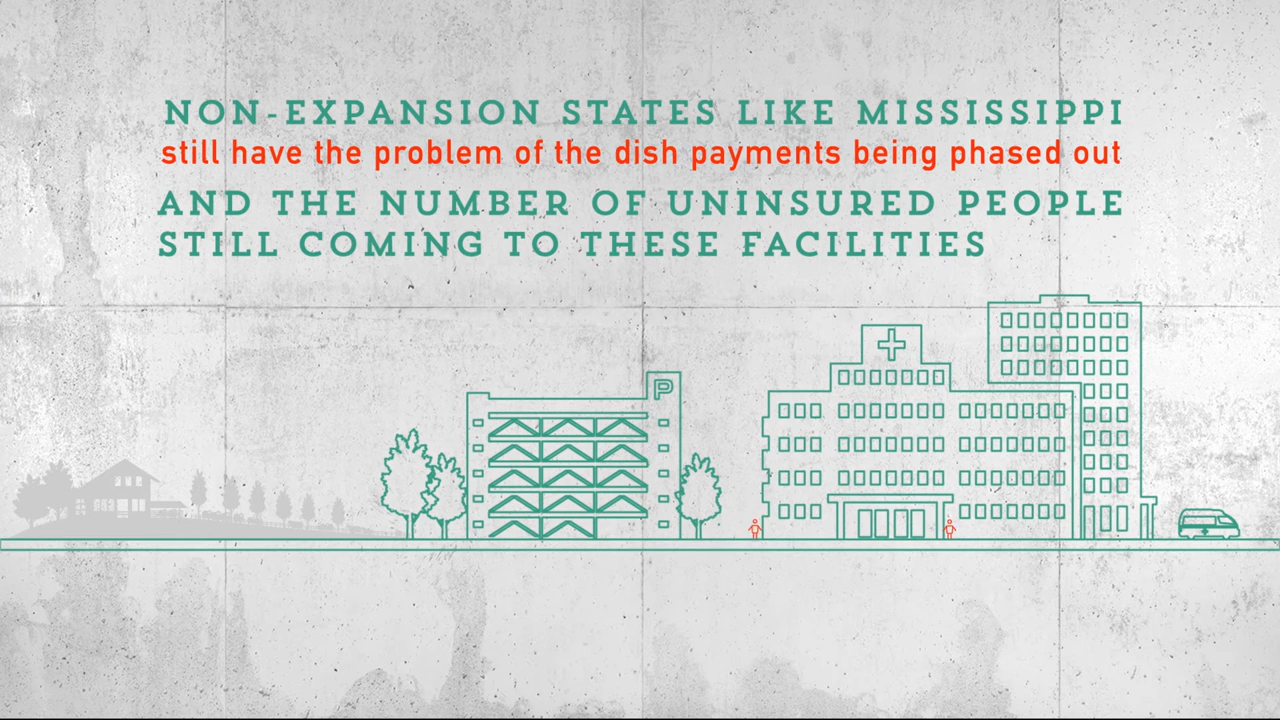 NON-EXPANSION STATES LIKE MISSISSIPPI
still have the problem of the dish payments being phased out
AND THE NUMBER OF UNINSURED PEOPLE
STILL COMING TO THESE FACILITIES
P